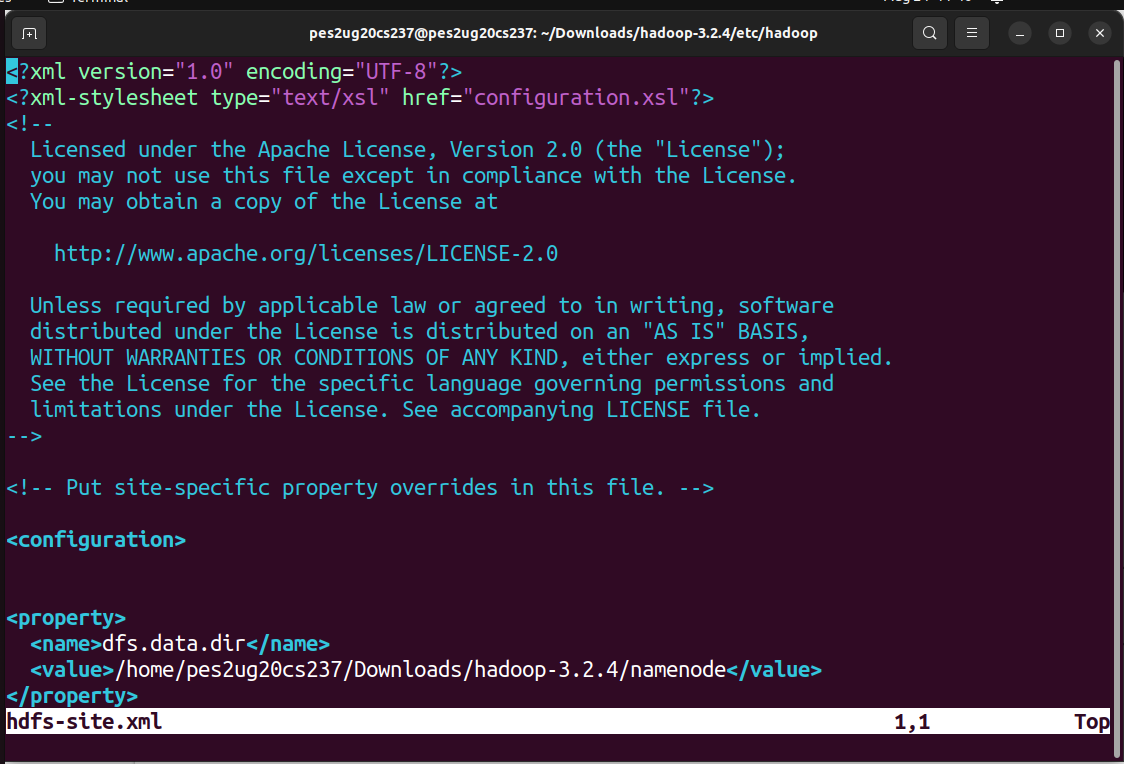 pes2ug20cs237@pes2ug20cs237: ~/Downloads/hadoop-3.2.4/etc/hadoop
<?xml version="1.0" encoding="UTF-8"?>
<?xml-stylesheet type="text/xsl" href="configuration.xsl"?>
<!--
  Licensed under the Apache License, Version 2.0 (the "License");
  you may not use this file except in compliance with the License.
  You may obtain a copy of the License at

    http://www.apache.org/licenses/LICENSE-2.0

  Unless required by applicable law or agreed to in writing, software
  distributed under the License is distributed on an "AS IS" BASIS,
  WITHOUT WARRANTIES OR CONDITIONS OF ANY KIND, either express or implied.
  See the License for the specific language governing permissions and
  limitations under the License. See accompanying LICENSE file.
-->

<!-- Put site-specific property overrides in this file. -->

<configuration>

<property>
  <name>dfs.data.dir</name>
  <value>/home/pes2ug20cs237/Downloads/hadoop-3.2.4/namenode</value>
</property>
hdfs-site.xml 1,1 Top